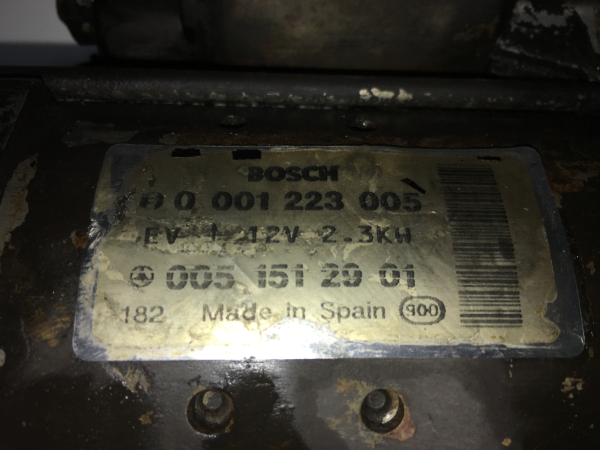 BOSCH
0 001 223 005
EV 12V 2.3KW
005 151 29 01
182 Made in Spain 900